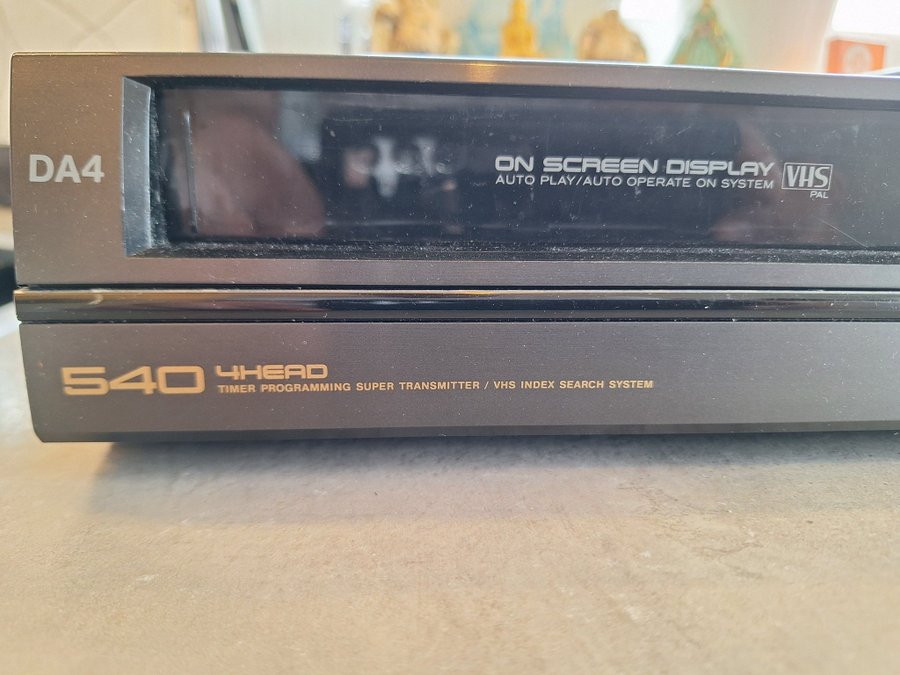 DA4
ON SCREEN DISPLAY
AUTO PLAY/AUTO OPERATE ON SYSTEM
VHS
PAL
540
4HEAD
TIMER PROGRAMMING SUPER TRANSMITTER / VHS INDEX SEARCH SYSTEM